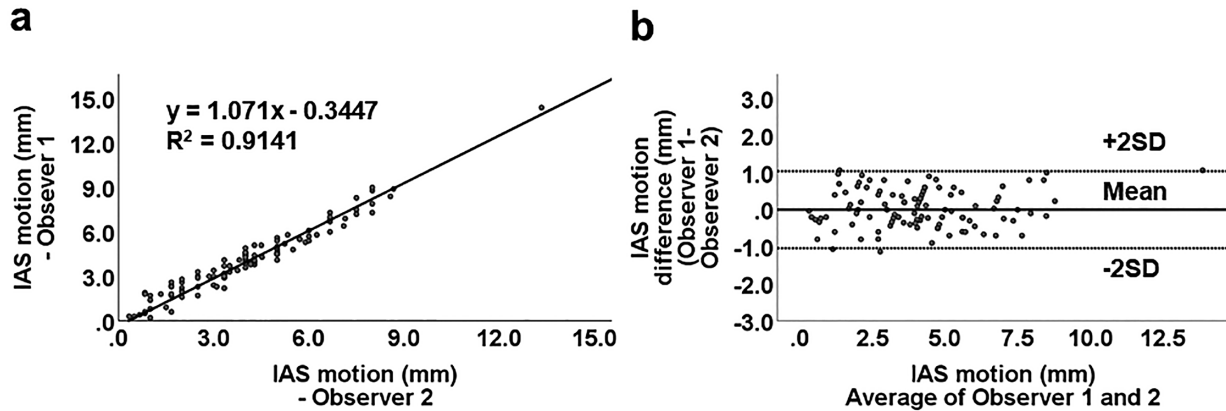 a
IAS motion (mm)
- Obsever 1
15.0
12.0
9.0
6.0
3.0
.0
y = 1.071x - 0.3447
R² = 0.9141
.0 3.0 6.0 9.0 12.0 15.0
IAS motion (mm)
- Observer 2
b
IAS motion
difference (mm)
(Observer 1-
Obserever 2)
3.0
2.0
1.0
.0
-1.0
-2.0
-3.0
+2SD
Mean
-2SD
.0 2.5 5.0 7.5 10.0 12.5
IAS motion (mm)
Average of Observer 1 and 2